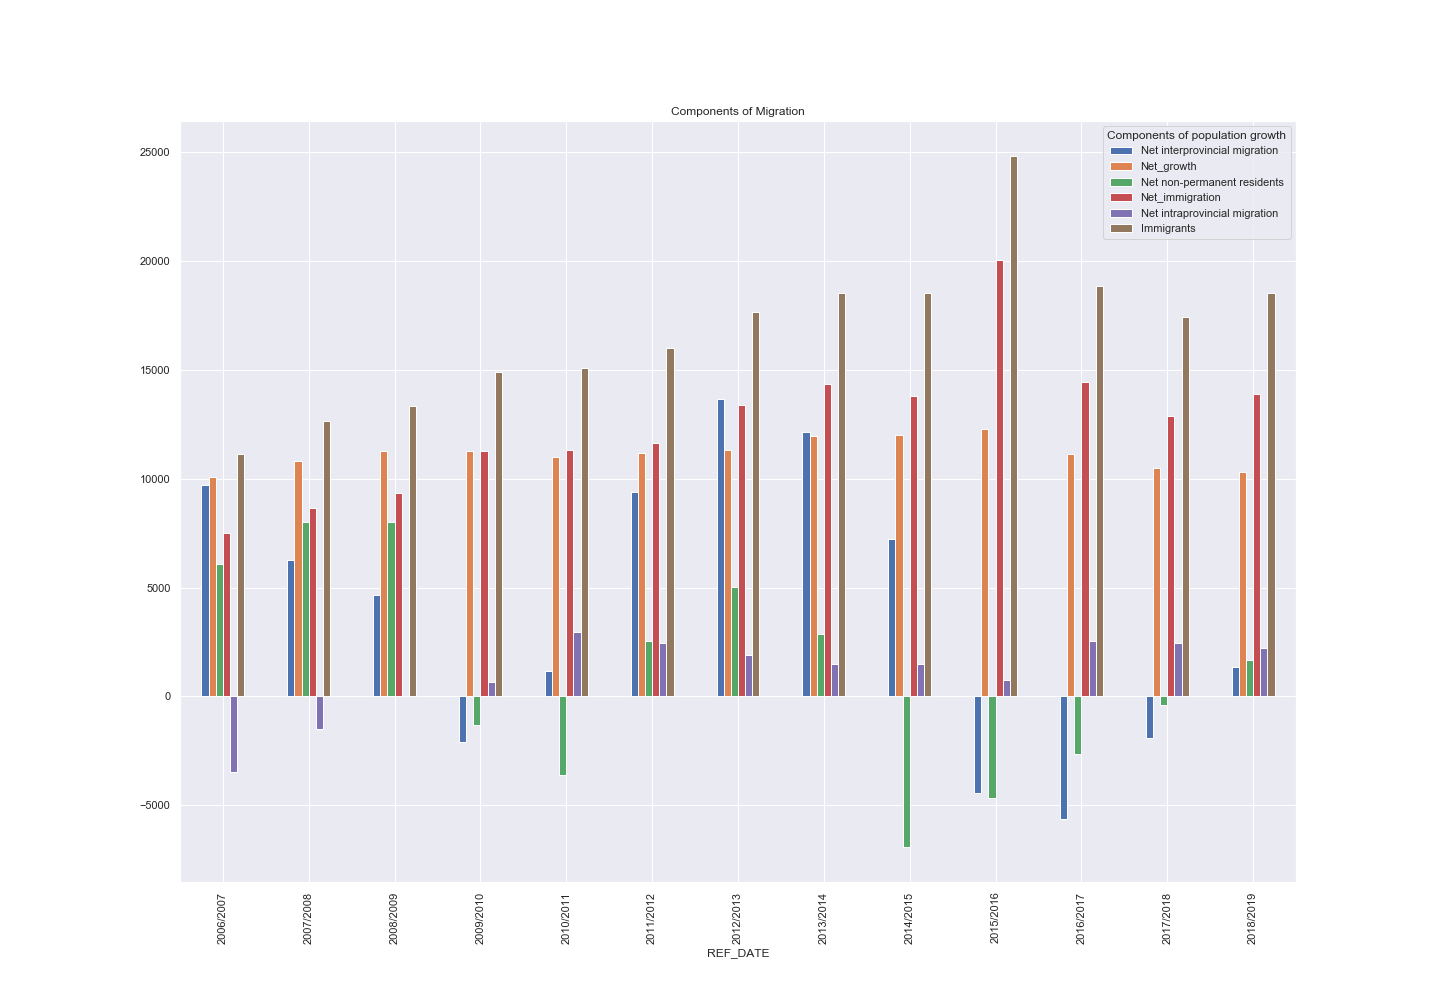 Components of Migration
Components of population growth
Net interprovincial migration
Net_growth
Net non-permanent residents
Net_immigration
Net intraprovincial migration
Immigrants
25000
20000
15000
10000
5000
0
−5000
2006/2007
2007/2008
2008/2009
2009/2010
2010/2011
2011/2012
2012/2013
2013/2014
2014/2015
2015/2016
2016/2017
2017/2018
2018/2019
REF_DATE